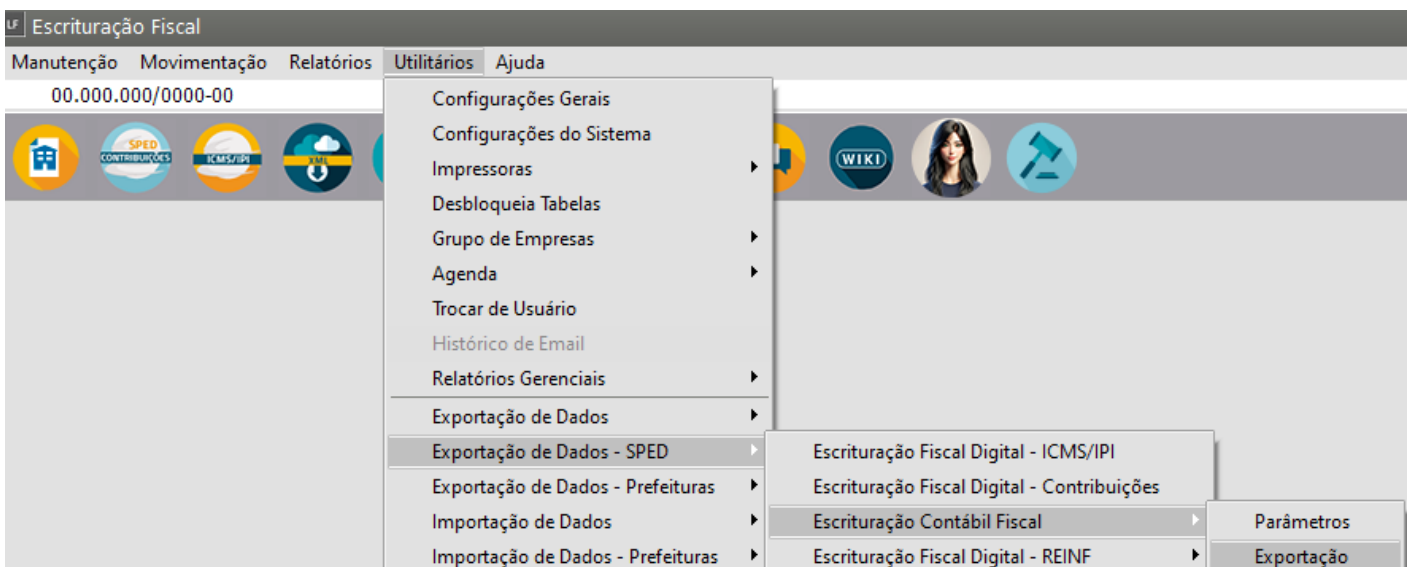 LF Escrituração Fiscal
Manutenção Movimentação Relatórios Utilitários Ajuda
00.000.000/0000-00
SPED
CONTRIBUIÇÕES
ICMS/IPI
XML
WIKI
Configurações Gerais
Configurações do Sistema
Impressoras
Desbloqueia Tabelas
Grupo de Empresas
Agenda
Trocar de Usuário
Histórico de Email
Relatórios Gerenciais
Exportação de Dados
Exportação de Dados - SPED
Exportação de Dados - Prefeituras
Importação de Dados
Importação de Dados - Prefeituras
Escrituração Fiscal Digital - ICMS/IPI
Escrituração Fiscal Digital - Contribuições
Escrituração Contábil Fiscal
Escrituração Fiscal Digital - REINF
Parâmetros
Exportação